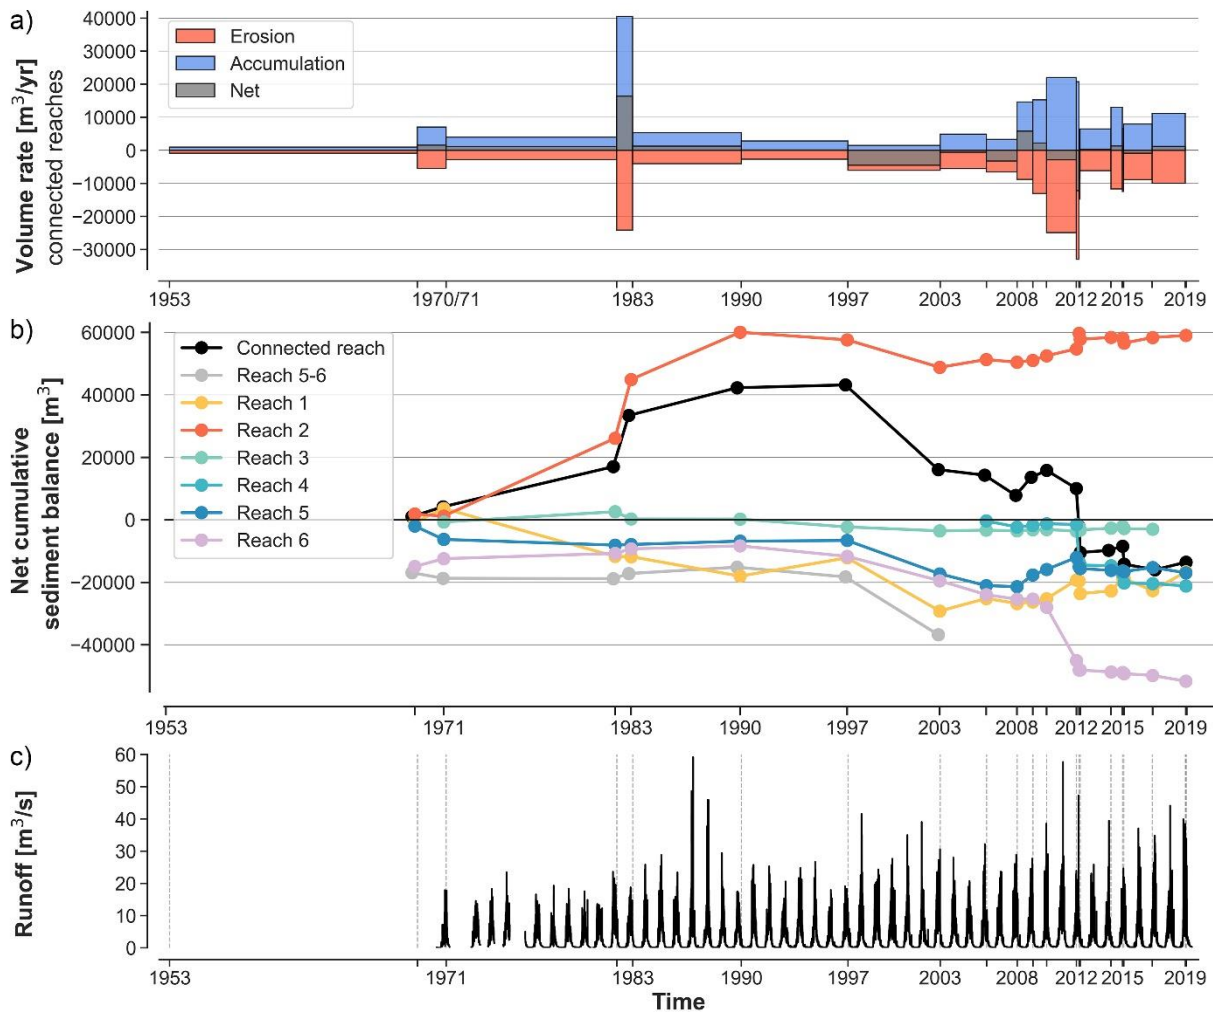 a)
Volume rate [m³/yr]
connected reaches
40000
30000
20000
10000
0
−10000
−20000
−30000
Erosion
Accumulation
Net
1953 1970/71 1983 1990 1997 2003 2008 2012 2015 2019
b)
Net cumulative
sediment balance [m³]
60000
40000
20000
0
−20000
−40000
Connected reach
Reach 5-6
Reach 1
Reach 2
Reach 3
Reach 4
Reach 5
Reach 6
1953 1971 1983 1990 1997 2003 2008 2012 2015 2019
c)
Runoff [m³/s]
60
50
40
30
20
10
0
1953 1971 1983 1990 1997 2003 2008 2012 2015 2019
Time